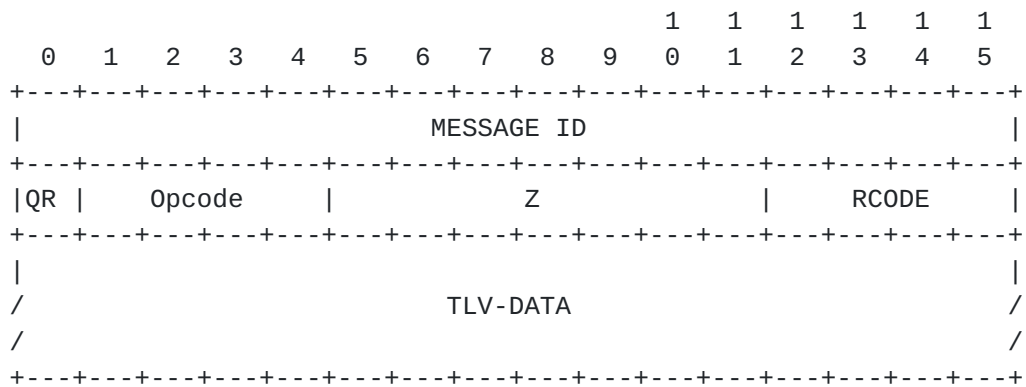 1   1   1   1   1   1
  0   1   2   3   4   5   6   7   8   9   0   1   2   3   4   5
+---+---+---+---+---+---+---+---+---+---+---+---+---+---+---+---+
|                          MESSAGE ID                           |
+---+---+---+---+---+---+---+---+---+---+---+---+---+---+---+---+
|QR |    Opcode     |            Z              |     RCODE     |
+---+---+---+---+---+---+---+---+---+---+---+---+---+---+---+---+
|                                                               |
/                           TLV-DATA                            /
/                                                               /
+---+---+---+---+---+---+---+---+---+---+---+---+---+---+---+---+